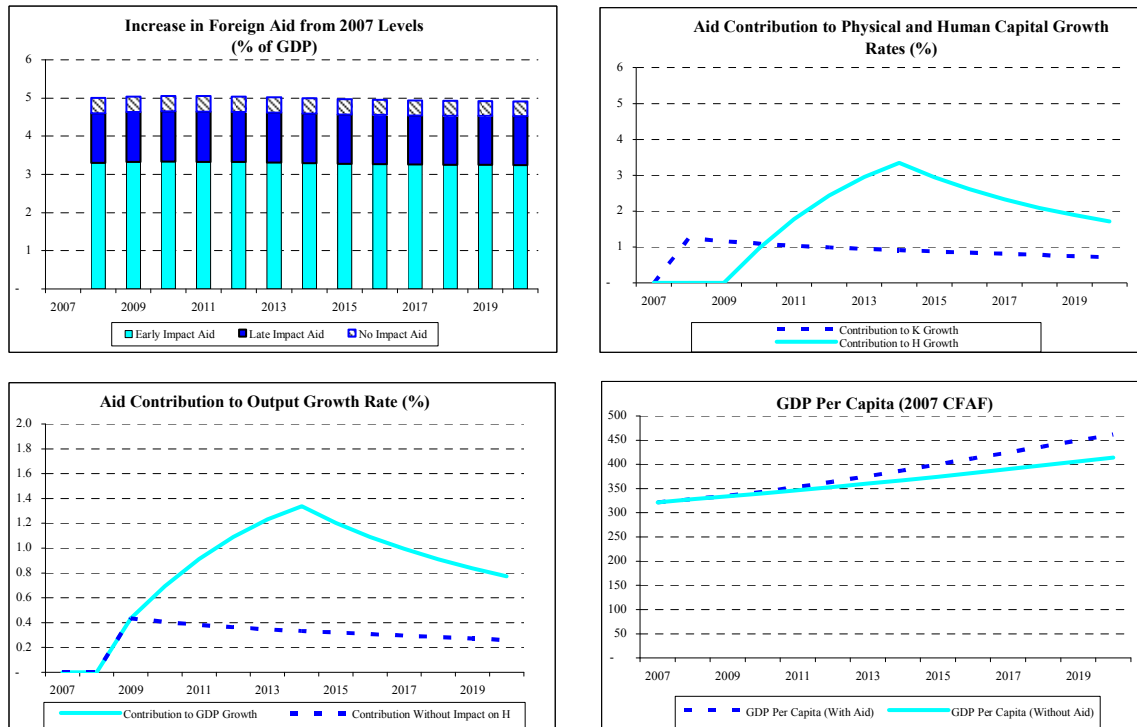 Increase in Foreign Aid from 2007 Levels
(% of GDP)
6
5
4
3
2
1
-
2007 2009 2011 2013 2015 2017 2019
Early Impact Aid Late Impact Aid No Impact Aid
Aid Contribution to Physical and Human Capital Growth
Rates (%)
6
5
4
3
2
1
-
2007 2009 2011 2013 2015 2017 2019
Contribution to K Growth
Contribution to H Growth
Aid Contribution to Output Growth Rate (%)
2.0
1.8
1.6
1.4
1.2
1.0
0.8
0.6
0.4
0.2
-
2007 2009 2011 2013 2015 2017 2019
Contribution to GDP Growth Contribution Without Impact on H
GDP Per Capita (2007 CFAF)
500
450
400
350
300
250
200
150
100
50
-
2007 2009 2011 2013 2015 2017 2019
GDP Per Capita (With Aid) GDP Per Capita (Without Aid)